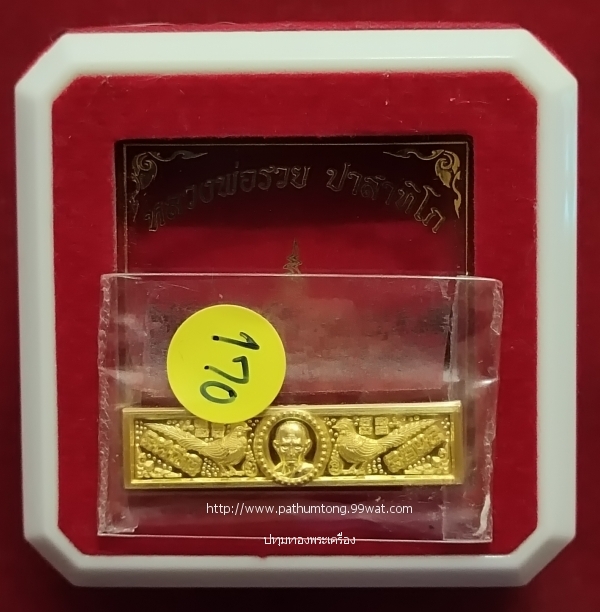 หลวงพ่อรวย ปาสาทิโก
170
http://www.pathumtong.99wat.com
ปทุมทองพระเครื่อง